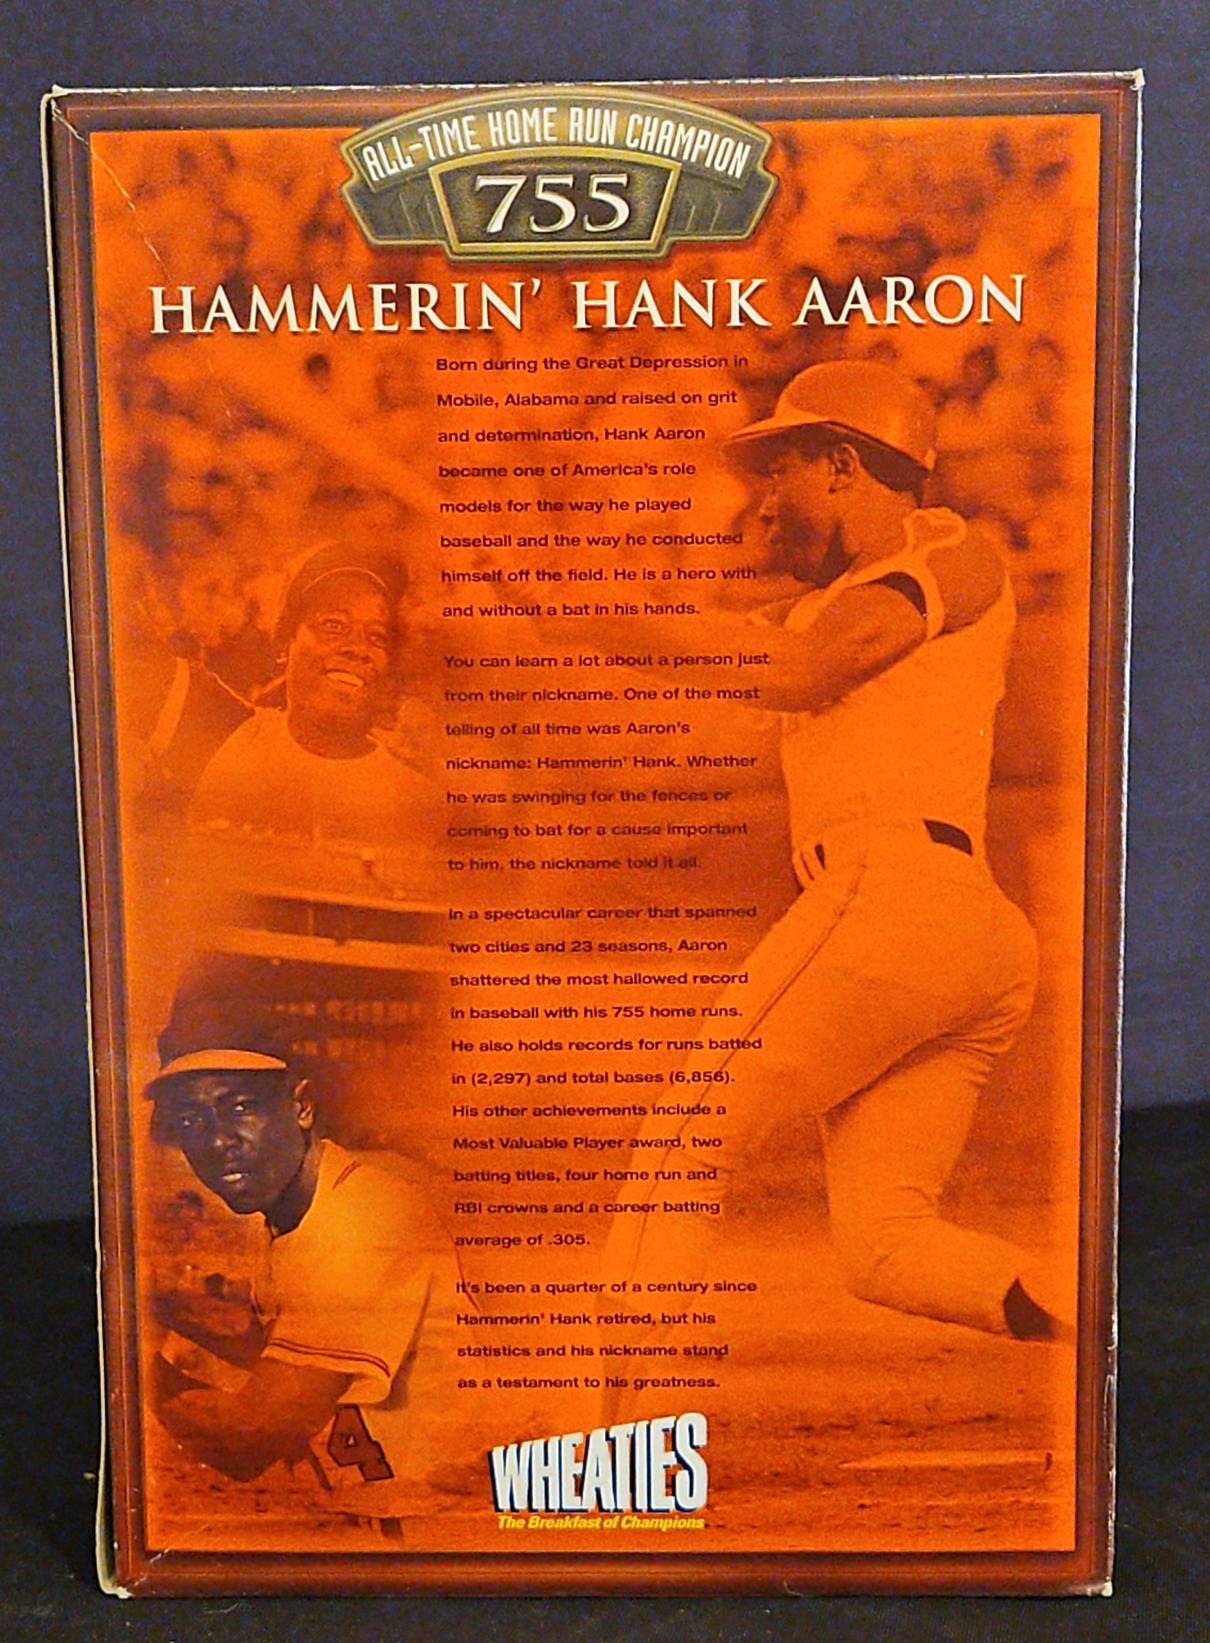 ALL-TIME HOME RUN CHAMPION
755
HAMMERIN' HANK AARON
Born during the Great Depression in
Mobile, Alabama and raised on grit
and determination, Hank Aaron
became one of America's role
models for the way he played
baseball and the way he conducted
himself off the field. He is a hero with
and without a bat in his hands.
You can learn a lot about a person just
from their nickname. One of the most
telling of all time was Aaron's
nickname: Hammerin' Hank. Whether
he was swinging for the fences or
coming to bat for a cause important
to him, the nickname told it all.
In a spectacular career that spanned
two cities and 23 seasons, Aaron
shattered the most hallowed record
in baseball with his 755 home runs.
He also holds records for runs batted
in (2,297) and total bases (6,856).
His other achievements include a
Most Valuable Player award, two
batting titles, four home run and
RBI crowns and a career batting
average of .305.
It's been a quarter of a century since
Hammerin' Hank retired, but his
statistics and his nickname stand
as a testament to his greatness.
4
WHEATIES
The Breakfast of Champions